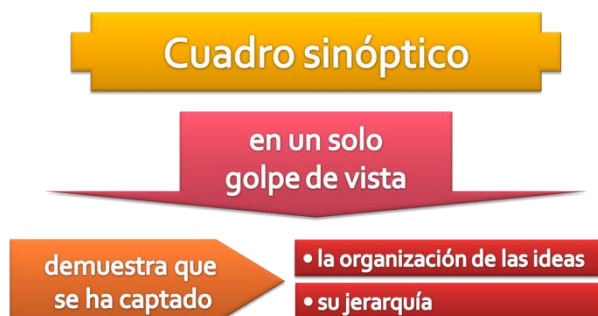 Cuadro sinóptico
en un solo
golpe de vista
demuestra que
se ha captado
• la organización de las ideas
• su jerarquía